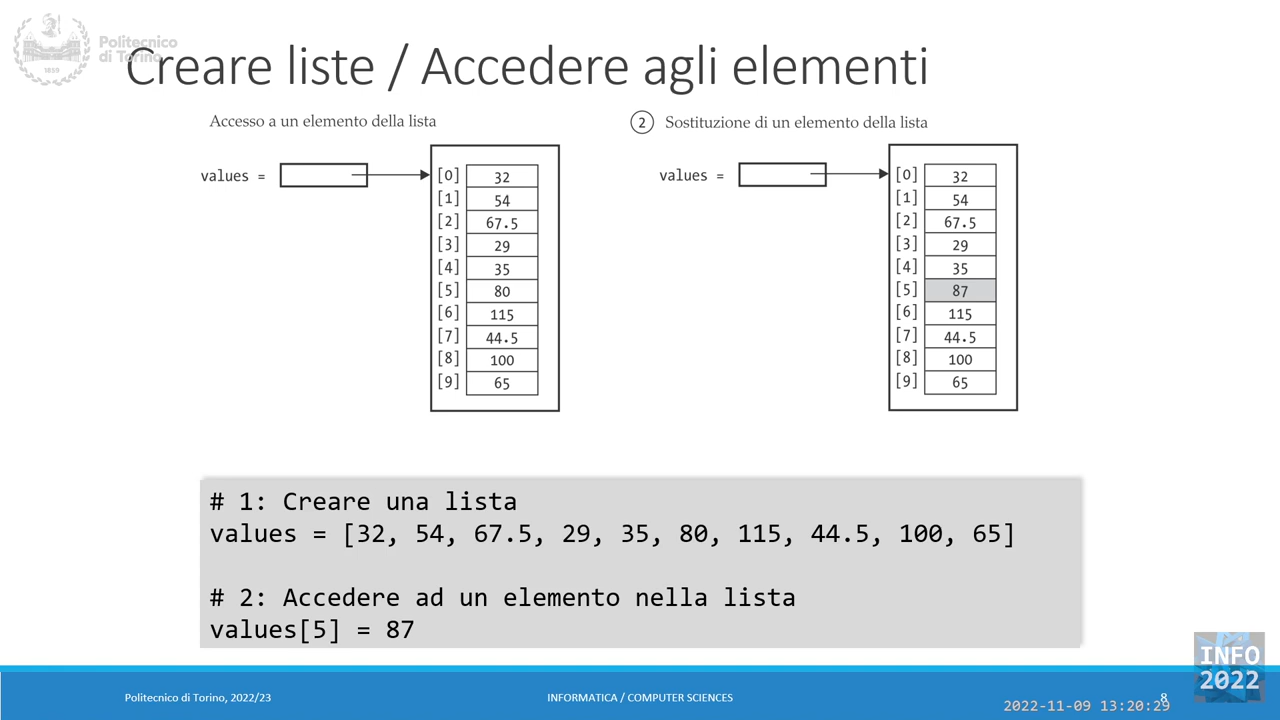 Politecnico
di Torino
1859
Creare liste / Accedere agli elementi
Accesso a un elemento della lista
values =
[0] 32
[1] 54
[2] 67.5
[3] 29
[4] 35
[5] 80
[6] 115
[7] 44.5
[8] 100
[9] 65
2 Sostituzione di un elemento della lista
values =
[0] 32
[1] 54
[2] 67.5
[3] 29
[4] 35
[5] 87
[6] 115
[7] 44.5
[8] 100
[9] 65
# 1: Creare una lista
values = [32, 54, 67.5, 29, 35, 80, 115, 44.5, 100, 65]
# 2: Accedere ad un elemento nella lista
values[5] = 87
Politecnico di Torino, 2022/23
INFORMATICA / COMPUTER SCIENCES
8
INFO
2022
2022-11-09 13:20:29